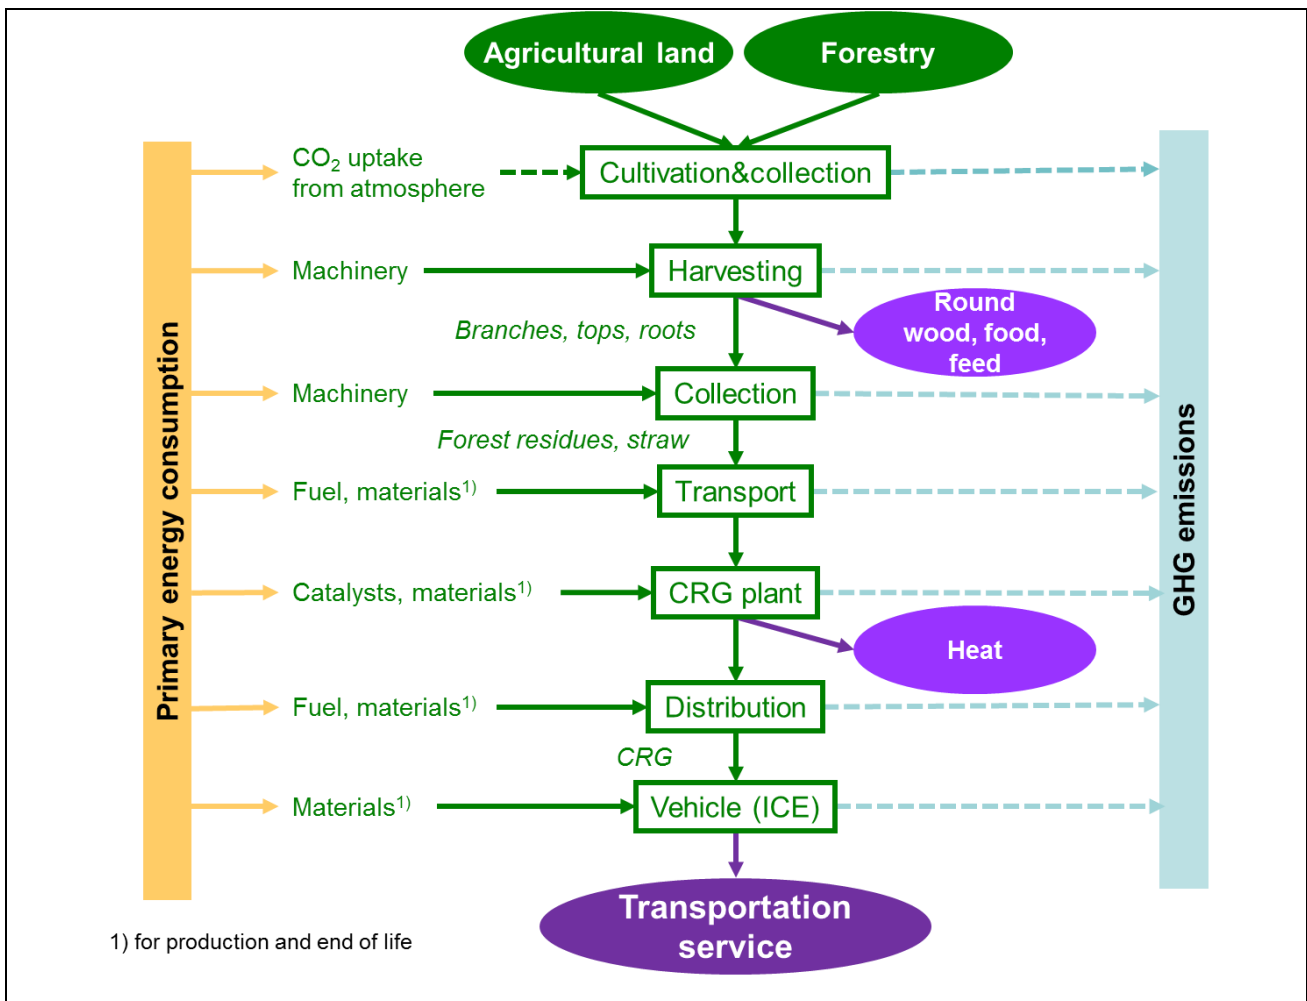 Agricultural land
Forestry
CO₂ uptake
from atmosphere
Cultivation&collection
Machinery
Harvesting
Round
wood, food,
feed
Branches, tops, roots
Machinery
Collection
Forest residues, straw
Fuel, materials¹⁾
Transport
Catalysts, materials¹⁾
CRG plant
Heat
Fuel, materials¹⁾
Distribution
CRG
Materials¹⁾
Vehicle (ICE)
Transportation
service
Primary energy consumption
GHG emissions
1) for production and end of life